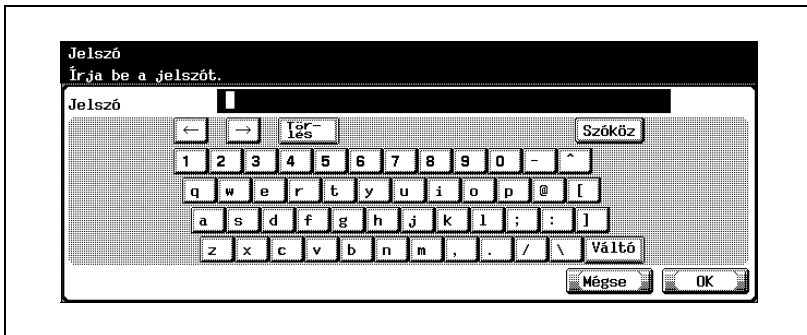 Jelszó
Írja be a jelszót.
Jelszó
← → Tör-
lés Szóköz
1 2 3 4 5 6 7 8 9 0 - ^
q w e r t y u i o p @ [
a s d f g h j k l ; : ]
z x c v b n m , . / \ Váltó
Mégse OK